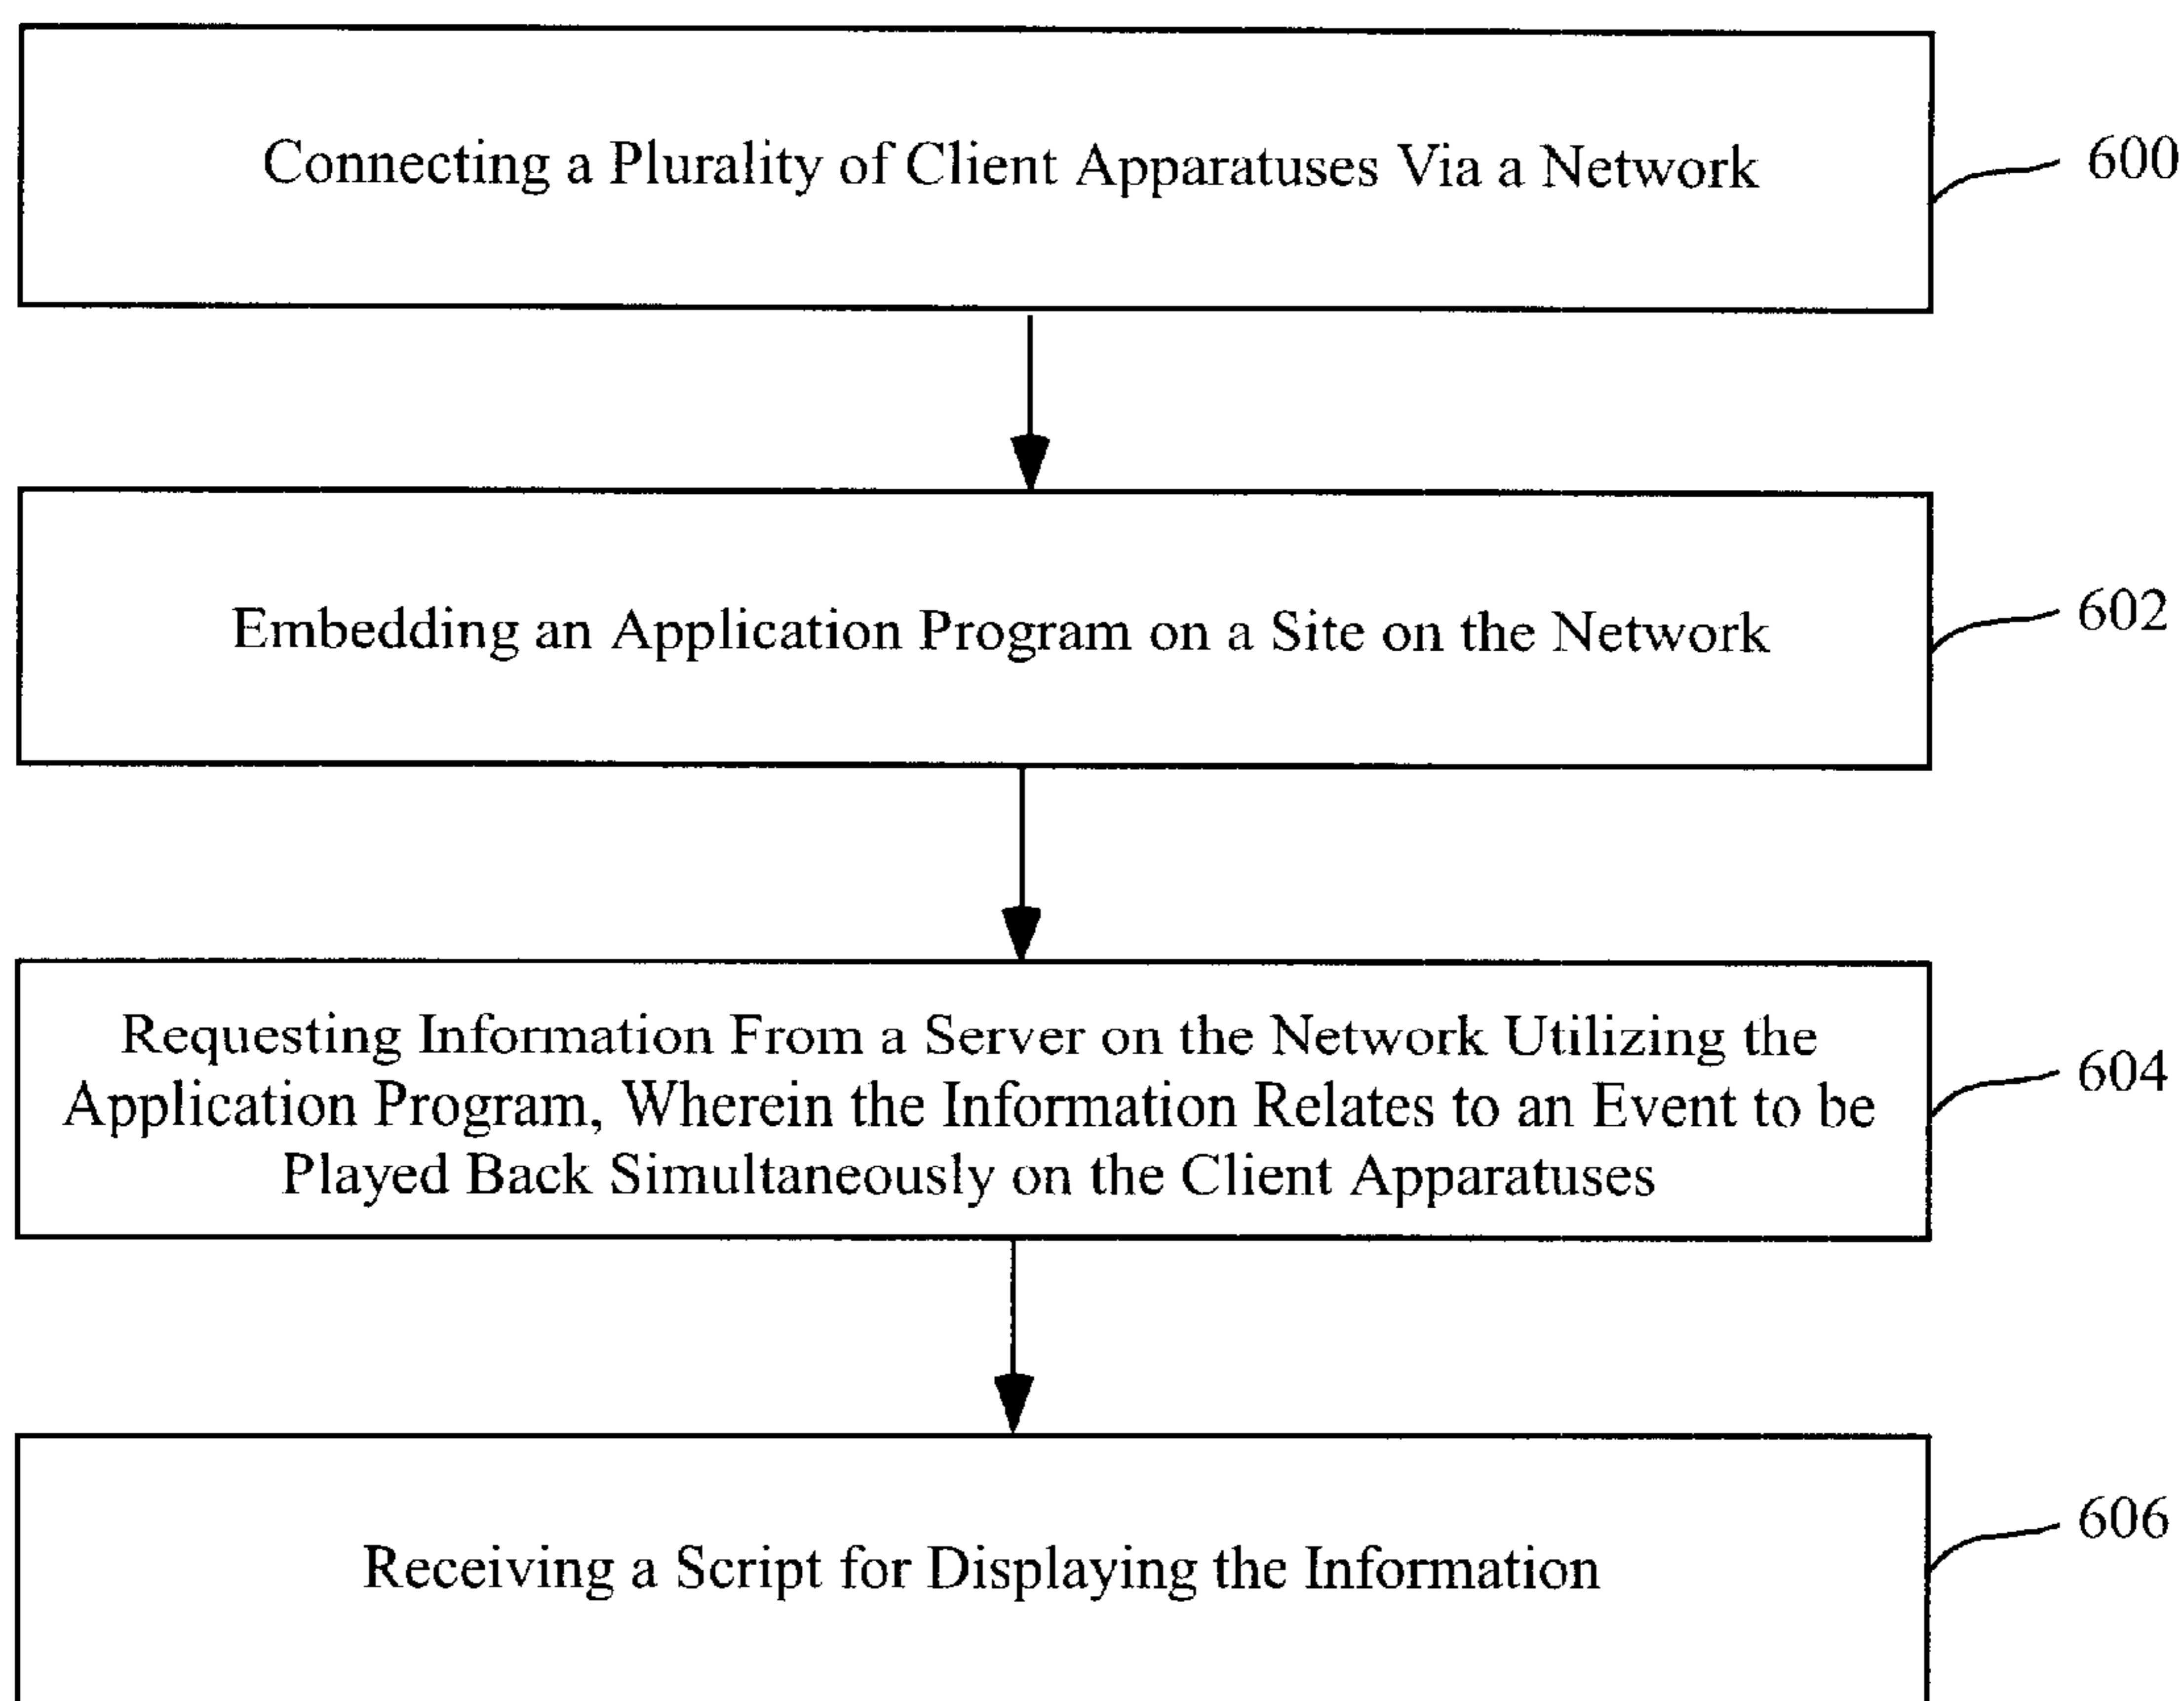 Connecting a Plurality of Client Apparatuses Via a Network
600
Embedding an Application Program on a Site on the Network
602
Requesting Information From a Server on the Network Utilizing the
Application Program, Wherein the Information Relates to an Event to be
Played Back Simultaneously on the Client Apparatuses
604
Receiving a Script for Displaying the Information
606